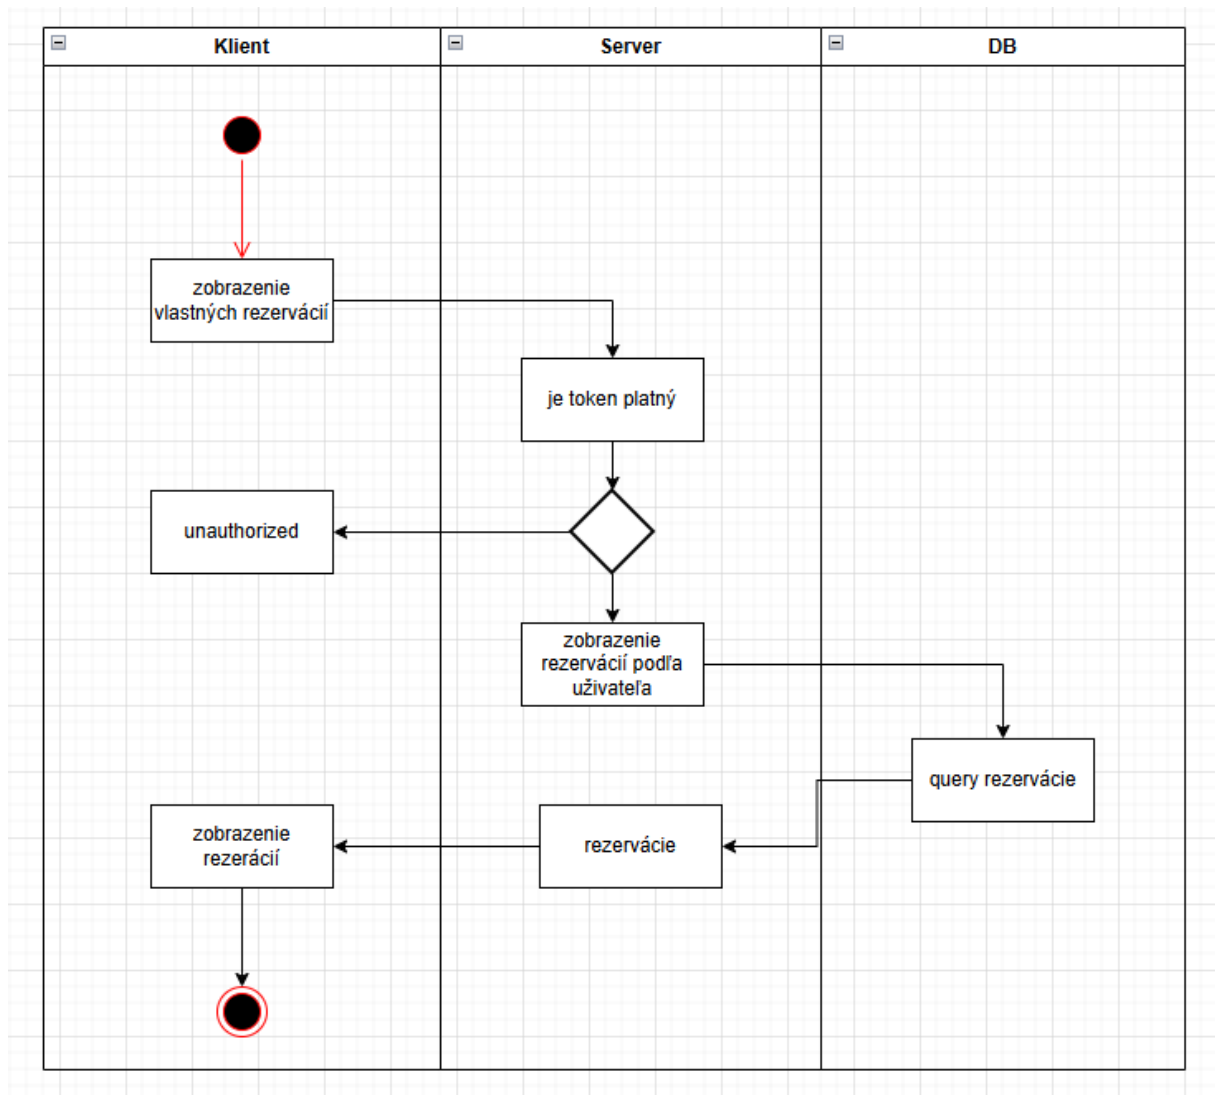 Klient
Server
DB
zobrazenie
vlastných rezervácií
je token platný
unauthorized
zobrazenie
rezervácií podľa
uživateľa
query rezervácie
rezervácie
zobrazenie
rezerácií